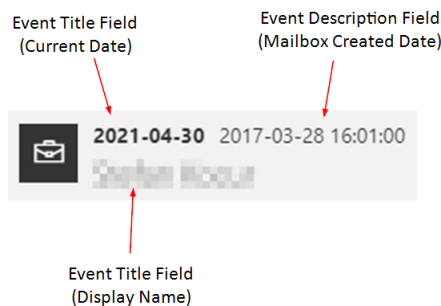 Event Title Field
(Current Date)
Event Description Field
(Mailbox Created Date)
2021-04-30 2017-03-28 16:01:00
Event Title Field
(Display Name)